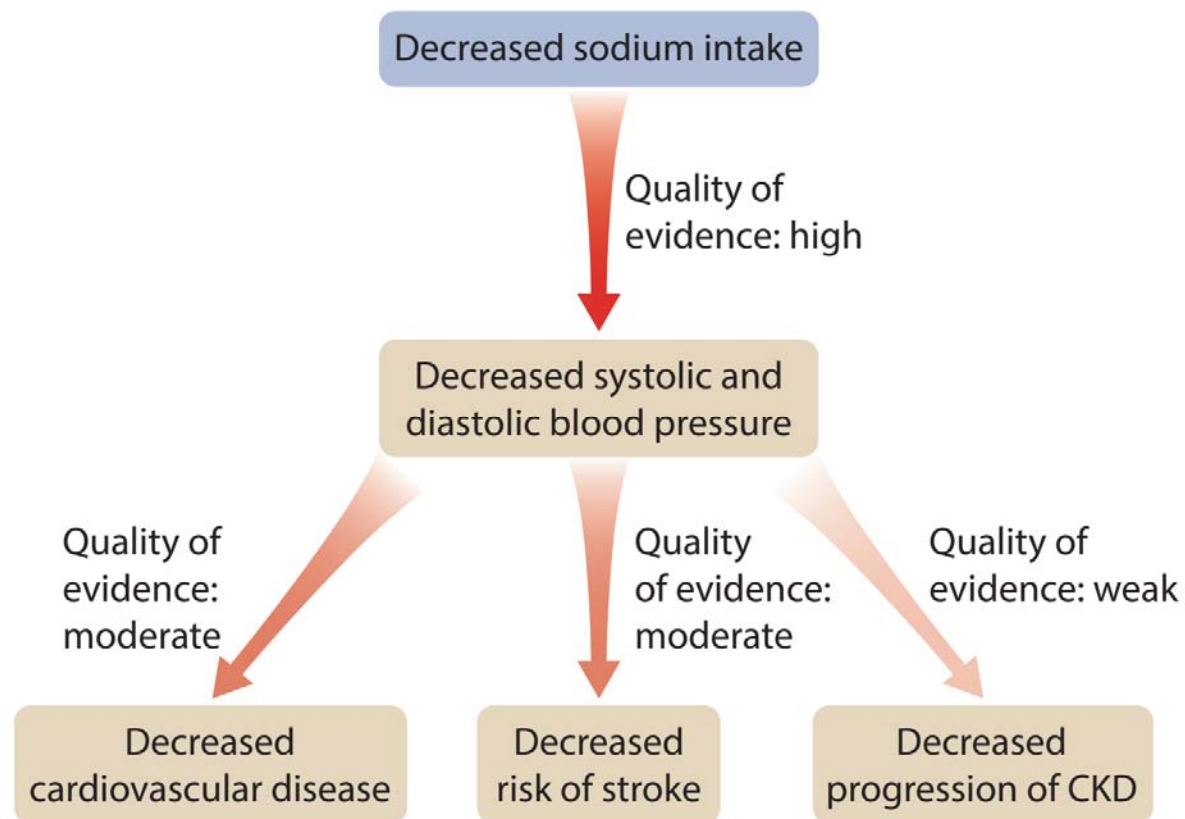 Decreased sodium intake
Quality of
evidence: high
Decreased systolic and
diastolic blood pressure
Quality of
evidence:
moderate
Quality
of evidence:
moderate
Quality of
evidence: weak
Decreased
cardiovascular disease
Decreased
risk of stroke
Decreased
progression of CKD